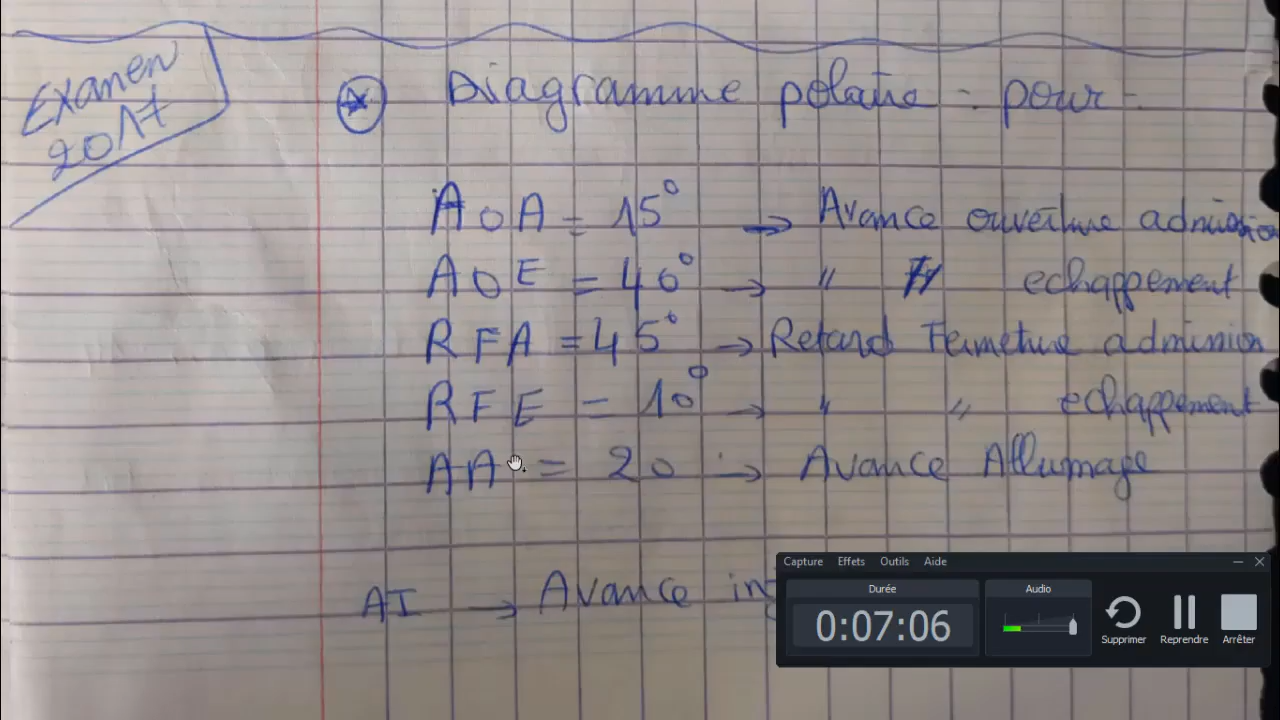 Examen
2017
Diagramme polaire - pour -
AOA = 15° → Avance ouverture admission
AOE = 40° → " " echappement
RFA = 45° → Retard Fermeture admission
RFE = 10° → " " echappement
AA = 20 → Avance Allumage
AI → Avance
Capture Effets Outils Aide
Durée
0:07:06
Audio
Supprimer Reprendre Arrêter